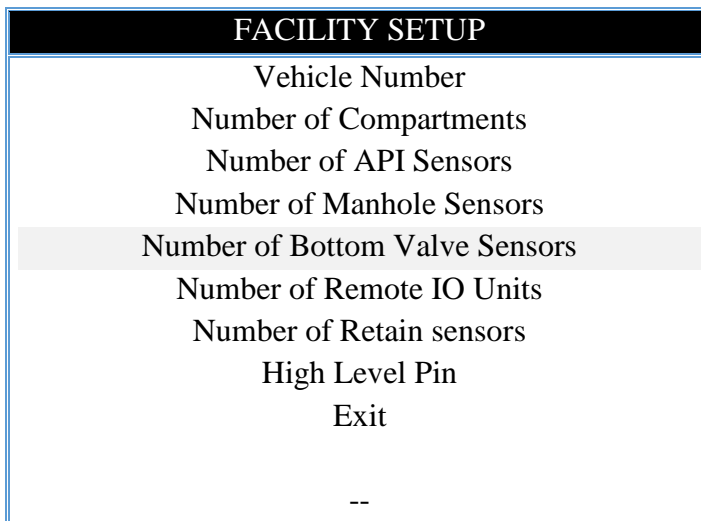 FACILITY SETUP
Vehicle Number
Number of Compartments
Number of API Sensors
Number of Manhole Sensors
Number of Bottom Valve Sensors
Number of Remote IO Units
Number of Retain sensors
High Level Pin
Exit
--